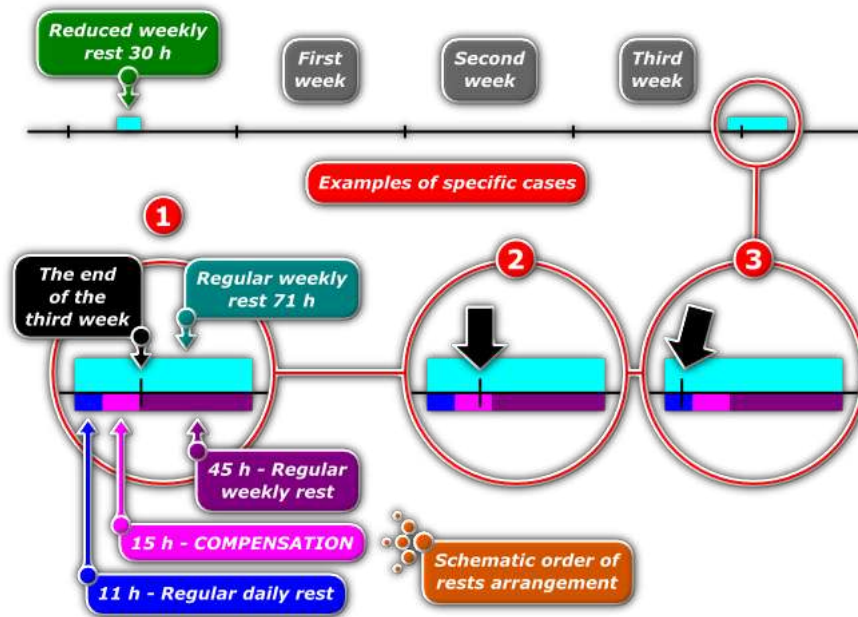 Reduced weekly
rest 30 h
First
week
Second
week
Third
week
Examples of specific cases
1
The end
of the
third week
Regular weekly
rest 71 h
2
3
45 h - Regular
weekly rest
15 h - COMPENSATION
11 h - Regular daily rest
Schematic order of
rests arrangement